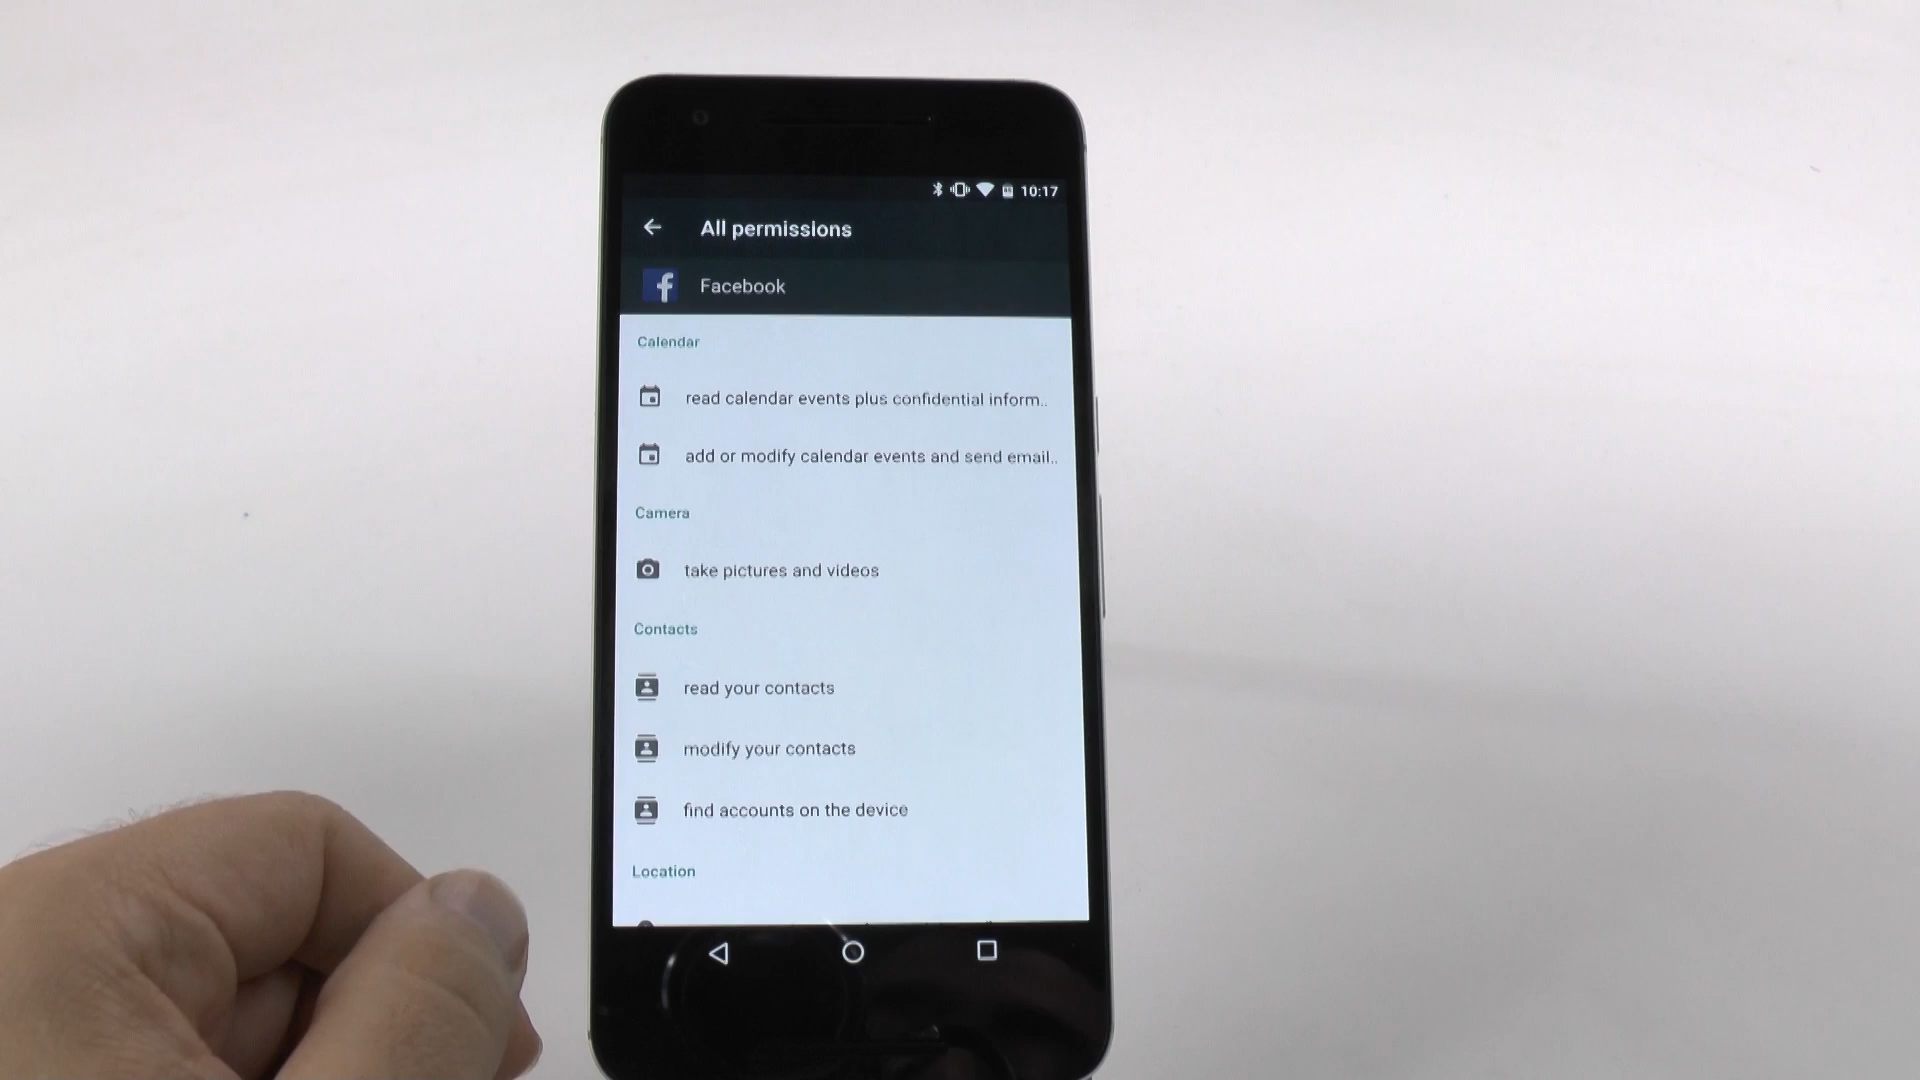 10:17
All permissions
f Facebook
Calendar
read calendar events plus confidential inform..
add or modify calendar events and send email..
Camera
take pictures and videos
Contacts
read your contacts
modify your contacts
find accounts on the device
Location